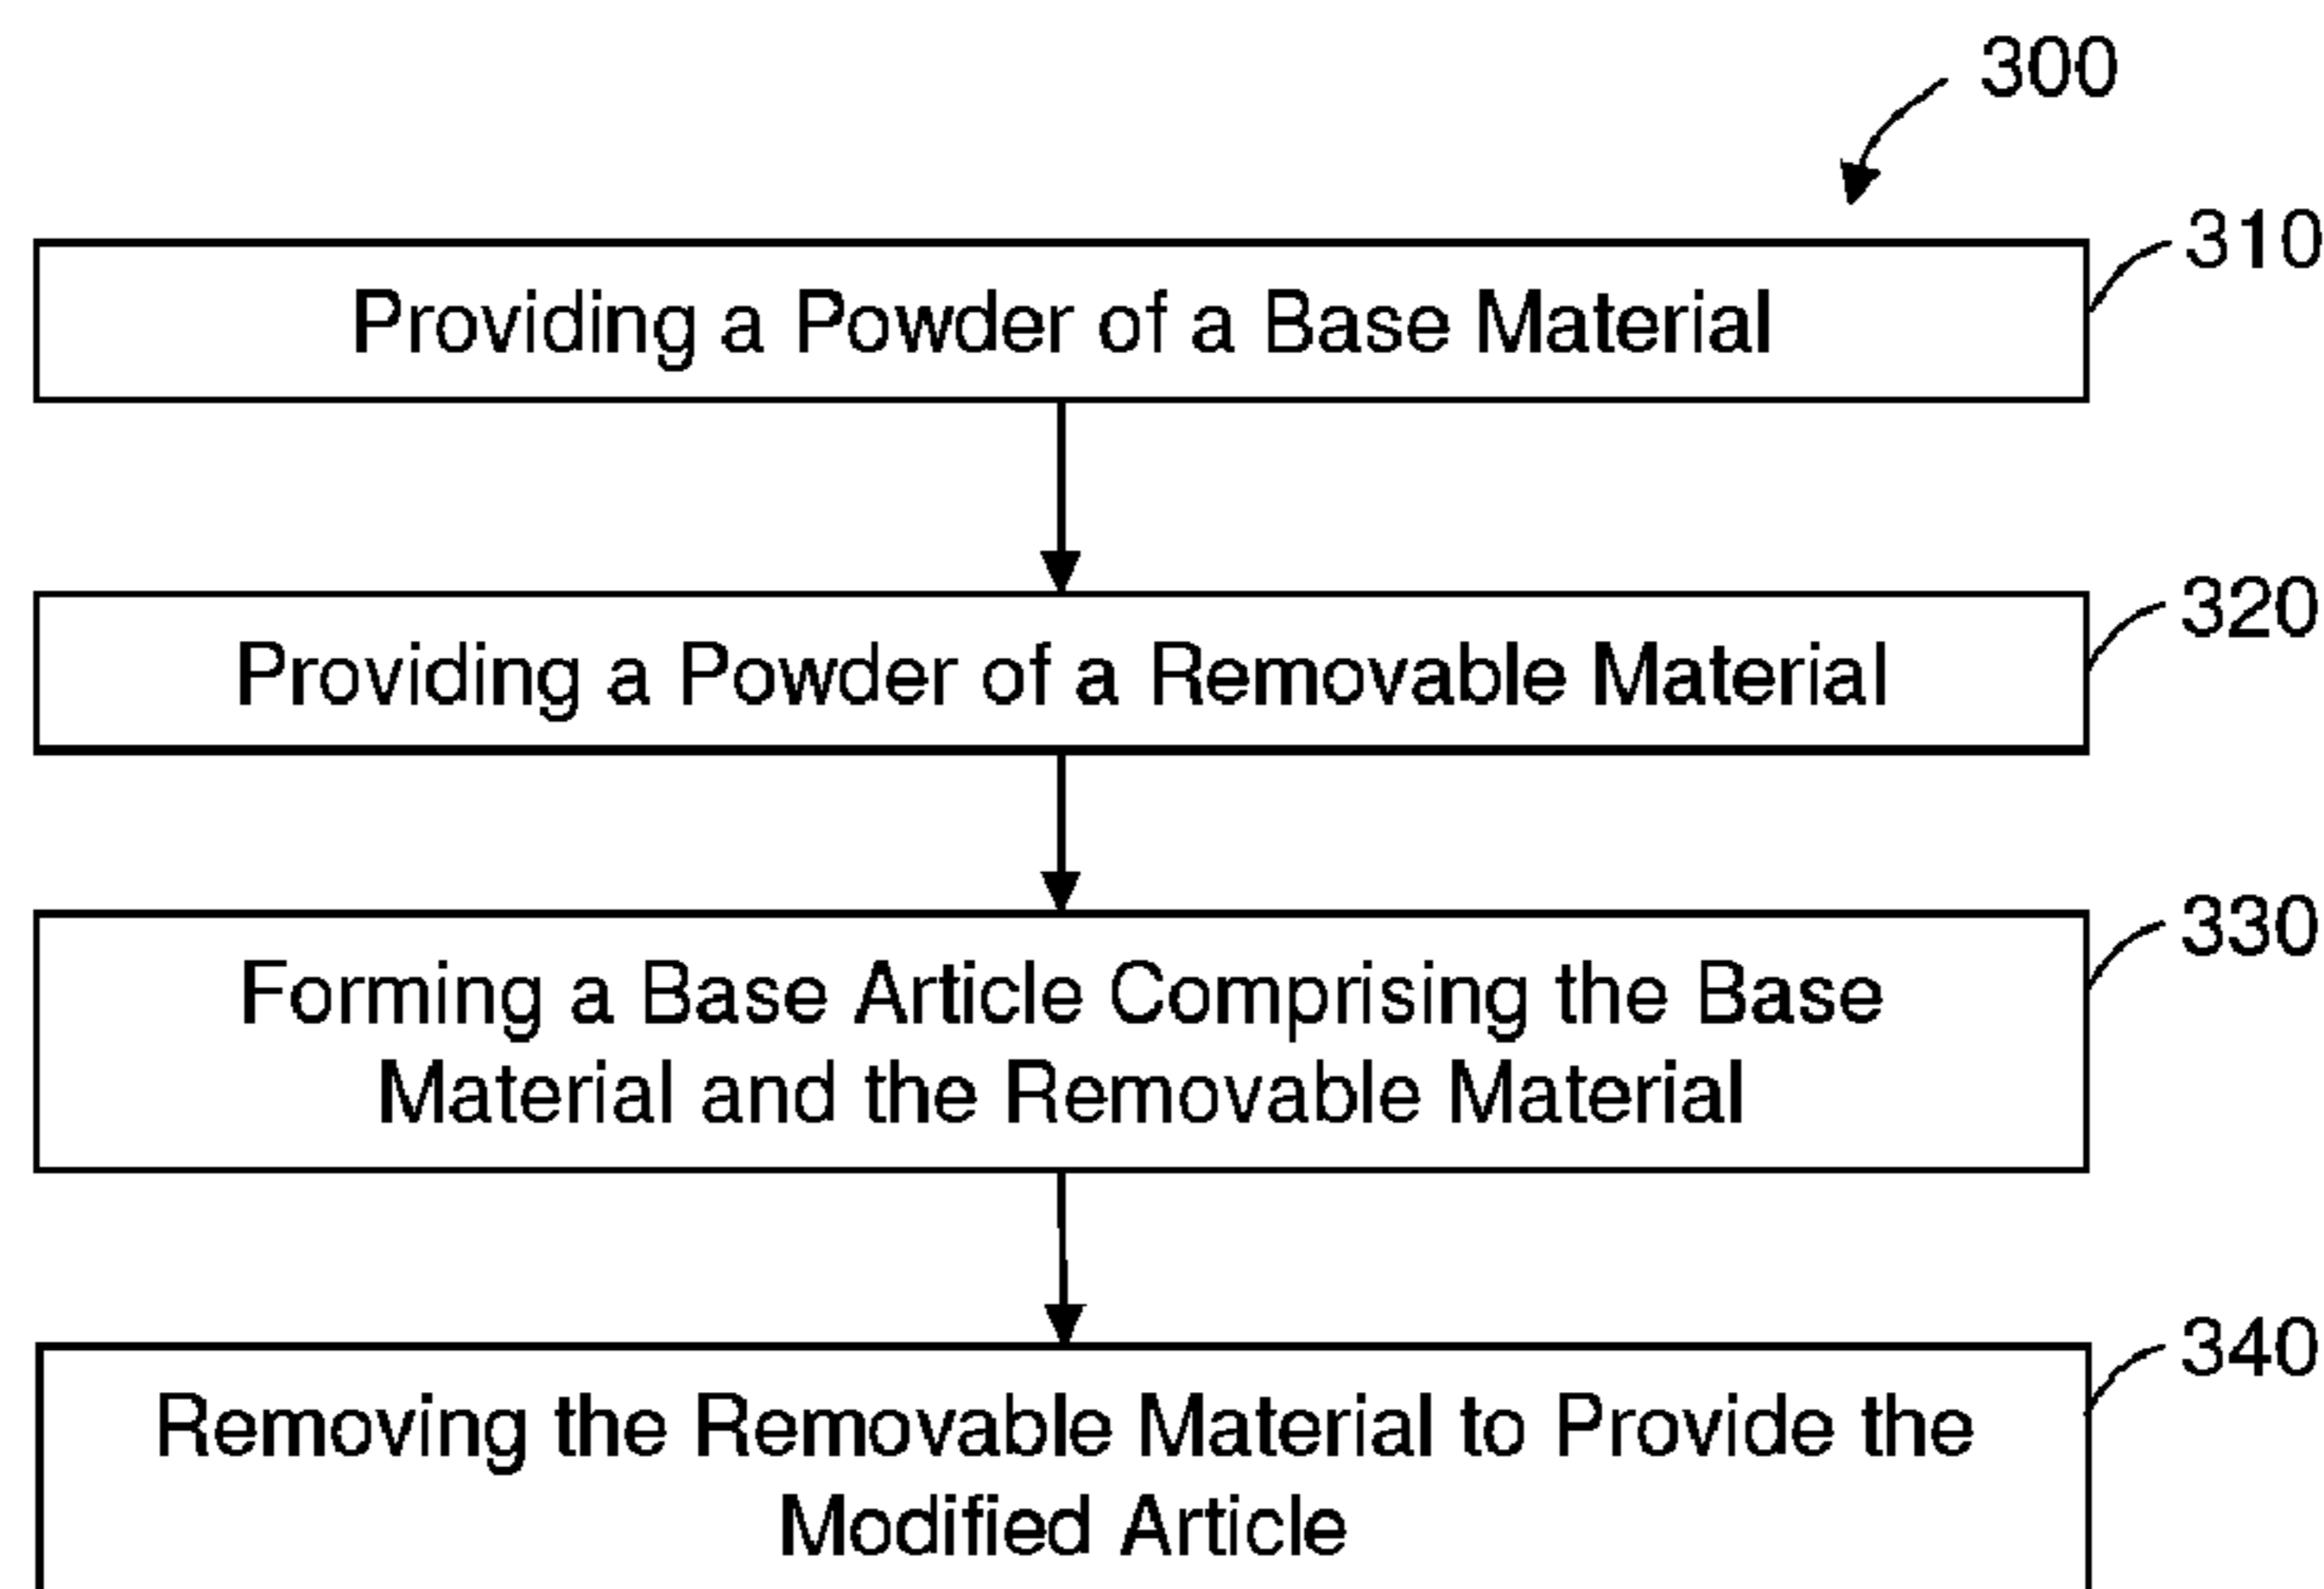 300
310
Providing a Powder of a Base Material
320
Providing a Powder of a Removable Material
330
Forming a Base Article Comprising the Base
Material and the Removable Material
340
Removing the Removable Material to Provide the
Modified Article